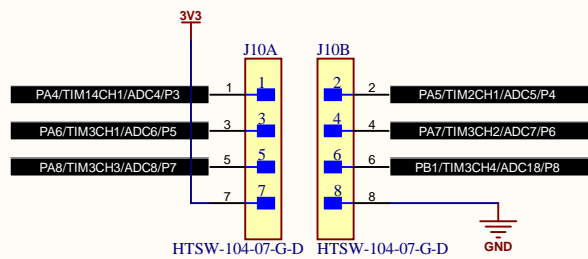 3V3
J10A J10B
PA4/TIM14CH1/ADC4/P3 1 1 2 2 PA5/TIM2CH1/ADC5/P4
PA6/TIM3CH1/ADC6/P5 3 3 4 4 PA7/TIM3CH2/ADC7/P6
PA8/TIM3CH3/ADC8/P7 5 5 6 6 PB1/TIM3CH4/ADC18/P8
7 7 8 8
HTSW-104-07-G-D HTSW-104-07-G-D
GND